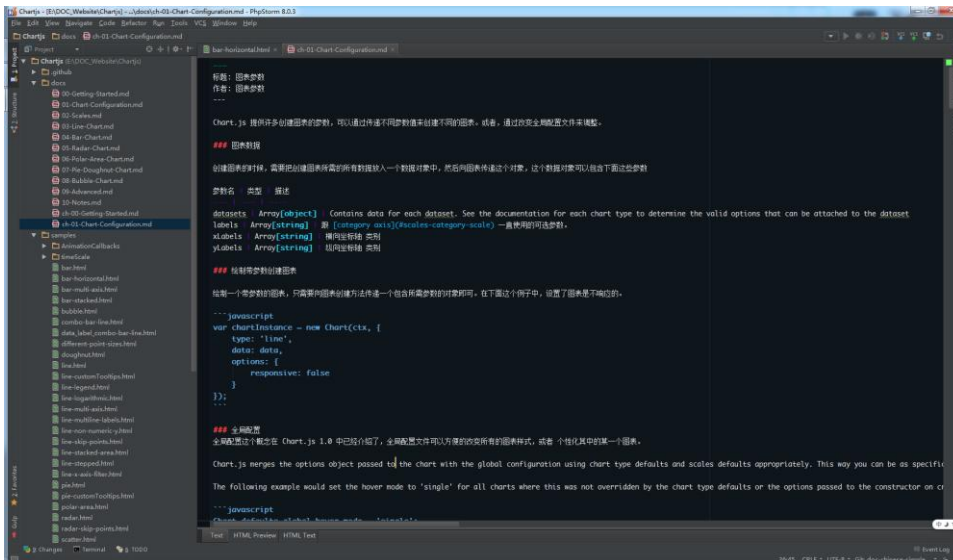 Chartjs - [E:\DOC_Website\Chartjs] - ...\docs\ch-01-Chart-Configuration.md - PhpStorm 8.0.3
File Edit View Navigate Code Refactor Run Tools VCS Window Help
Chartjs docs ch-01-Chart-Configuration.md
Project
bar-horizontal.html
ch-01-Chart-Configuration.md
Chartjs (E:\DOC_Website\Chartjs)
.github
docs
00-Getting-Started.md
01-Chart-Configuration.md
02-Scales.md
03-Line-Chart.md
04-Bar-Chart.md
05-Radar-Chart.md
06-Polar-Area-Chart.md
07-Pie-Doughnut-Chart.md
08-Bubble-Chart.md
09-Advanced.md
10-Notes.md
ch-00-Getting-Started.md
ch-01-Chart-Configuration.md
samples
AnimationCallbacks
timeScale
bar.html
bar-horizontal.html
bar-multi-axis.html
bar-stacked.html
bubble.html
combo-bar-line.html
data_label_combo-bar-line.html
different-point-sizes.html
doughnut.html
line.html
line-customTooltips.html
line-legend.html
line-logarithmic.html
line-multi-axis.html
line-multiline-labels.html
line-non-numeric-y.html
line-skip-points.html
line-stacked-area.html
line-stepped.html
line-x-axis-filter.html
pie.html
pie-customTooltips.html
polar-area.html
radar.html
radar-skip-points.html
scatter.html
1: Project
2: Structure
2: Favorites
Gulp
---
标题: 图表参数
作者: 图表参数
---
Chart.js 提供许多创建图表的参数，可以通过传递不同参数值来创建不同的图表。或者，通过改变全局配置文件来调整。
### 图表数据
创建图表的时候，需要把创建图表所需的所有数据放入一个数据对象中，然后向图表传递这个对象，这个数据对象可以包含下面这些参数
参数名 | 类型 | 描述
--- | --- | ---
datasets | Array[object] | Contains data for each dataset. See the documentation for each chart type to determine the valid options that can be attached to the dataset
labels | Array[string] | 跟 [category axis](#scales-category-scale) 一直使用的可选参数。
xLabels | Array[string] | 横向坐标轴 类别
yLabels | Array[string] | 纵向坐标轴 类别
### 绘制带参数创建图表
绘制一个带参数的图表，只需要向图表创建方法传递一个包含所需参数的对象即可。在下面这个例子中，设置了图表是不响应的。
```javascript
var chartInstance = new Chart(ctx, {
type: 'line',
data: data,
options: {
responsive: false
}
});
```
### 全局配置
全局配置这个概念在 Chart.js 1.0 中已经介绍了，全局配置文件可以方便的改变所有的图表样式，或者 个性化其中的某一个图表。
Chart.js merges the options object passed to the chart with the global configuration using chart type defaults and scales defaults appropriately. This way you can be as specific
The following example would set the hover mode to 'single' for all charts where this was not overridden by the chart type defaults or the options passed to the constructor on
```javascript
Chart.defaults.global.hover.mode = 'single';
Text HTML Preview HTML Text
Changes Terminal 6: TODO
Event Log